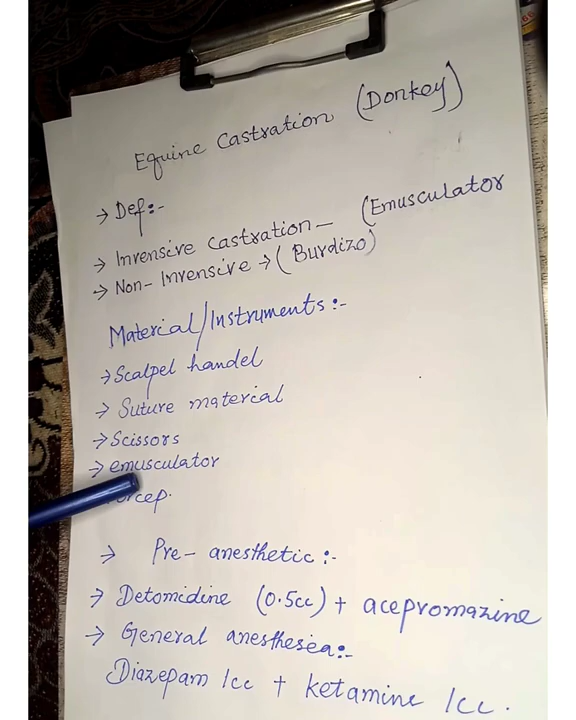 Equine Castration (Donkey)
→ Def:-
→ Invensive Castration - (Emusculator
→ Non-Invensive → (Burdizo)
Material/Instruments:-
→ Scalpel handel
→ Suture material
→ Scissors
→ emusculator
orcep.
→ Pre-anesthetic:-
→ Detomidine (0.5cc) + acepromazine
→ General anesthesea:-
Diazepam 1cc + ketamine 1cc.